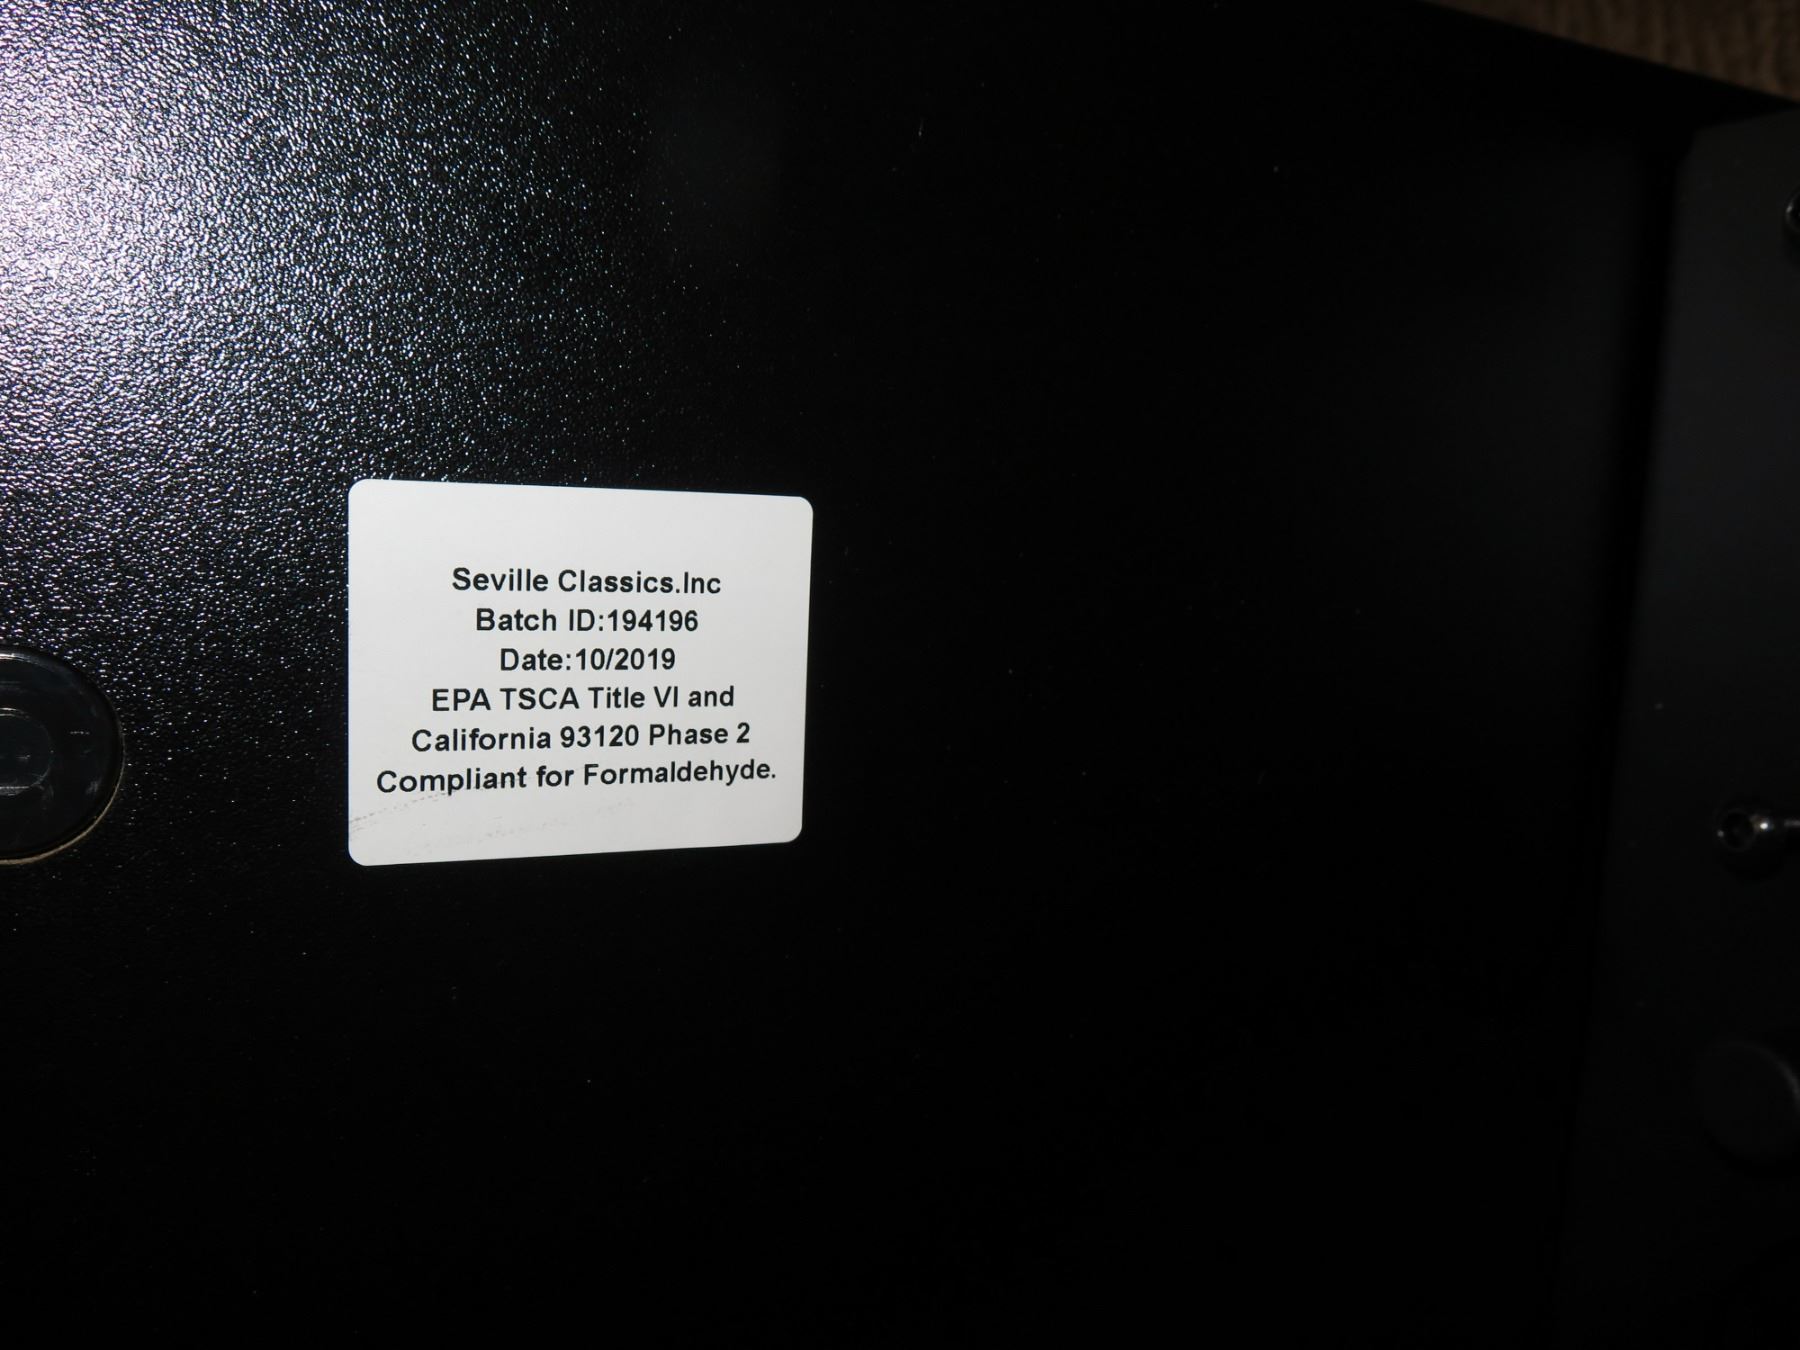 Seville Classics.Inc
Batch ID:194196
Date:10/2019
EPA TSCA Title VI and
California 93120 Phase 2
Compliant for Formaldehyde.